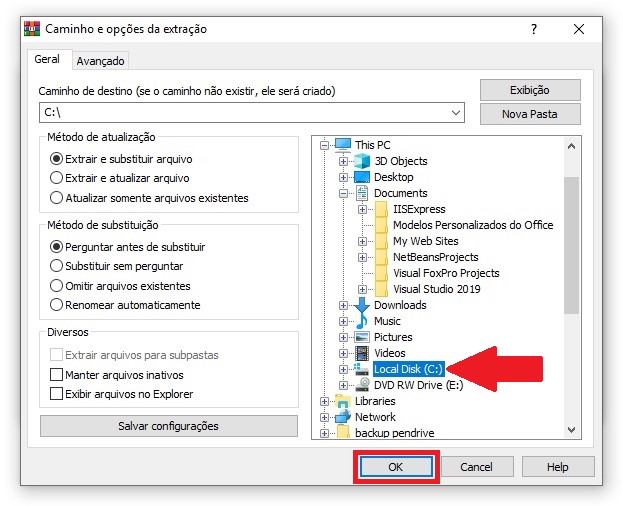 Caminho e opções da extração
? ×
Geral
Avançado
Caminho de destino (se o caminho não existir, ele será criado)
Exibição
C:\
Nova Pasta
Método de atualização
Extrair e substituir arquivo
Extrair e atualizar arquivo
Atualizar somente arquivos existentes
Método de substituição
Perguntar antes de substituir
Substituir sem perguntar
Omitir arquivos existentes
Renomear automaticamente
Diversos
Extrair arquivos para subpastas
Manter arquivos inativos
Exibir arquivos no Explorer
Salvar configurações
This PC
3D Objects
Desktop
Documents
IISExpress
Modelos Personalizados do Office
My Web Sites
NetBeansProjects
Visual FoxPro Projects
Visual Studio 2019
Downloads
Music
Pictures
Videos
Local Disk (C:)
DVD RW Drive (E:)
Libraries
Network
backup pendrive
OK
Cancel
Help